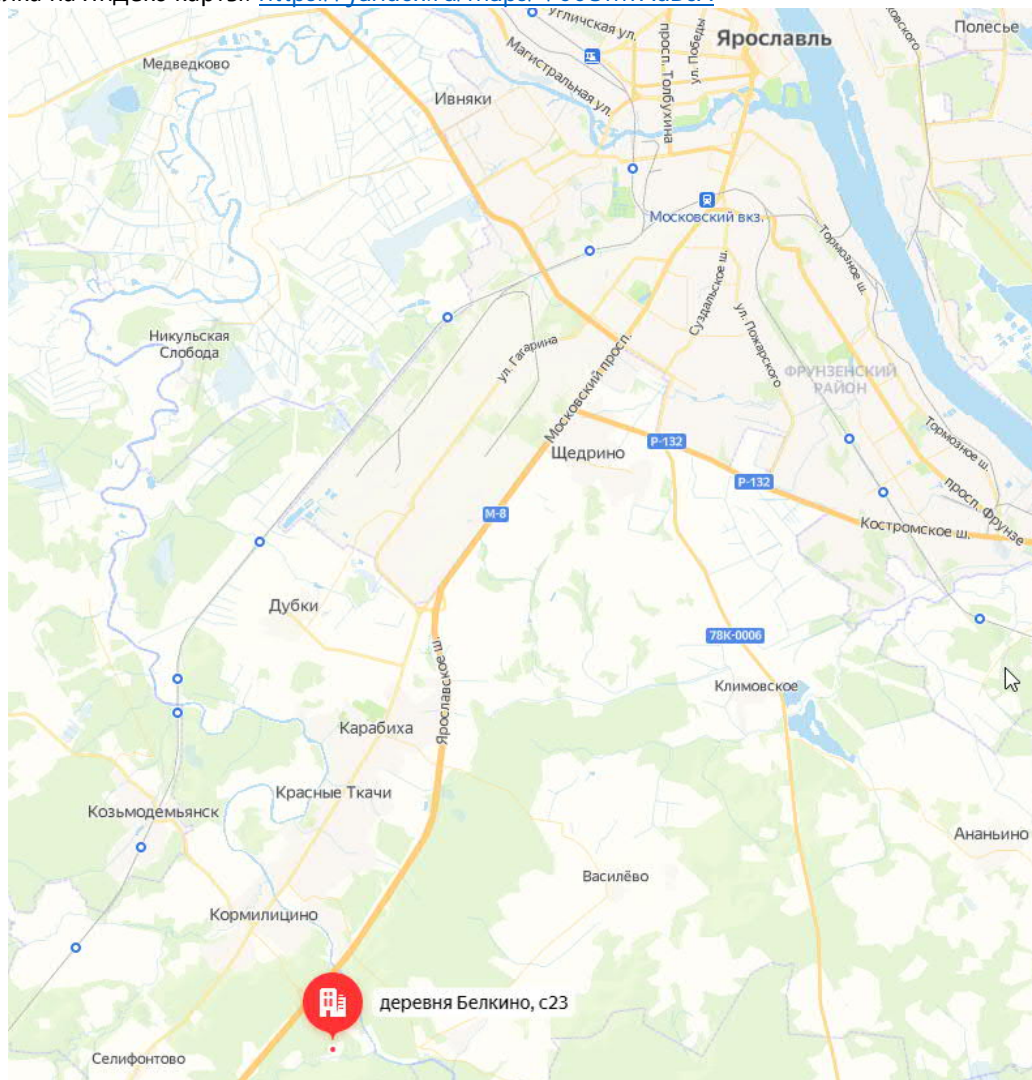 Угличская ул.
Полесье
Ярославль
ул. Победы
просп. Толбухина
Магистральная ул.
Медведково
Ивняки
Московский вкз.
Тормозное ш.
Суздальское ш.
ул. Пожарского
Никульская
Слобода
ул. Гагарина
Московский просп.
ФРУНЗЕНСКИЙ
РАЙОН
Тормозное ш.
Р-132
Щедрино
Р-132
просп. Фрунзе
М-8
Костромское ш.
Дубки
78К-0006
Ярославское ш.
Климовское
Карабиха
Красные Ткачи
Козьмодемьянск
Ананьино
Василёво
Кормилицино
деревня Белкино, с23
Селифонтово